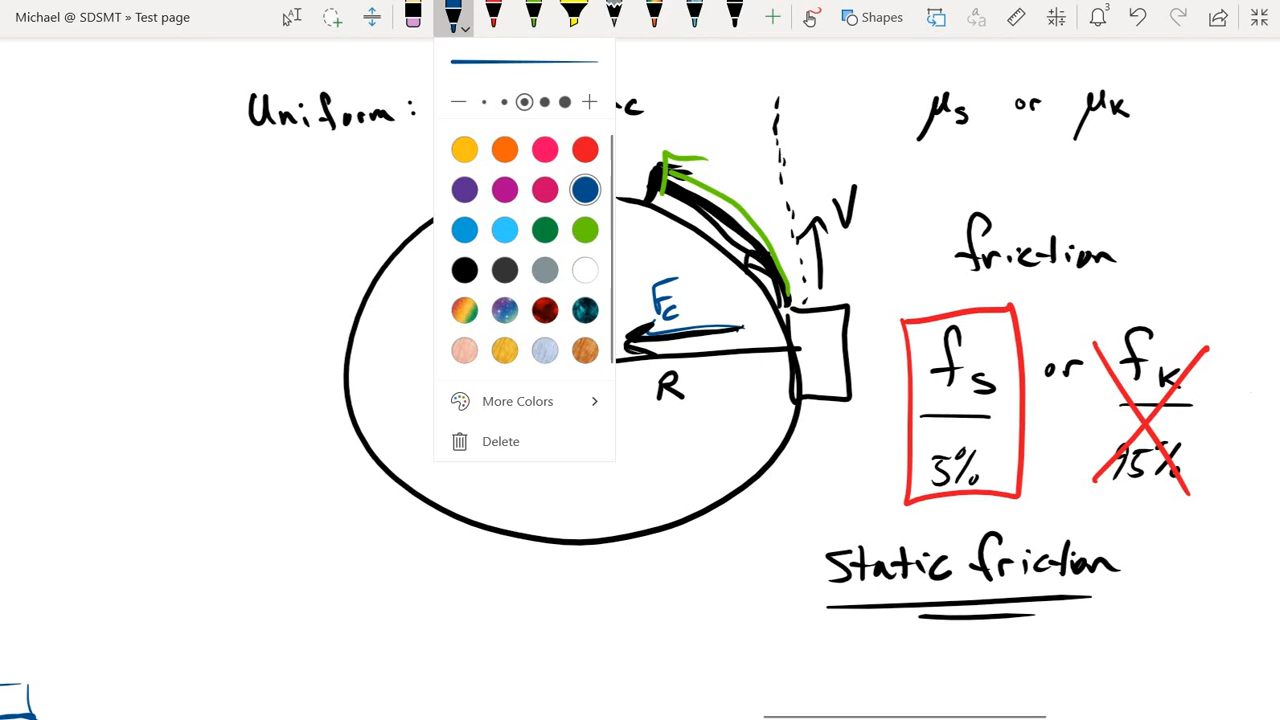 Michael @ SDSMT » Test page
Shapes
3
Uniform:
c
μs or μk
V
friction
Fc
fs or fk
R
5% 95%
More Colors
Static friction
Delete